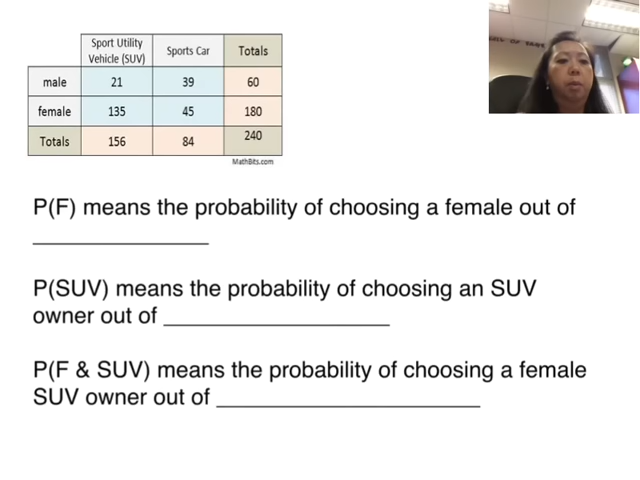 Sport Utility Vehicle (SUV) Sports Car Totals
male 21 39 60
female 135 45 180
Totals 156 84 240
MathBits.com
P(F) means the probability of choosing a female out of
_______________
P(SUV) means the probability of choosing an SUV
owner out of ___________________
P(F & SUV) means the probability of choosing a female
SUV owner out of ______________________